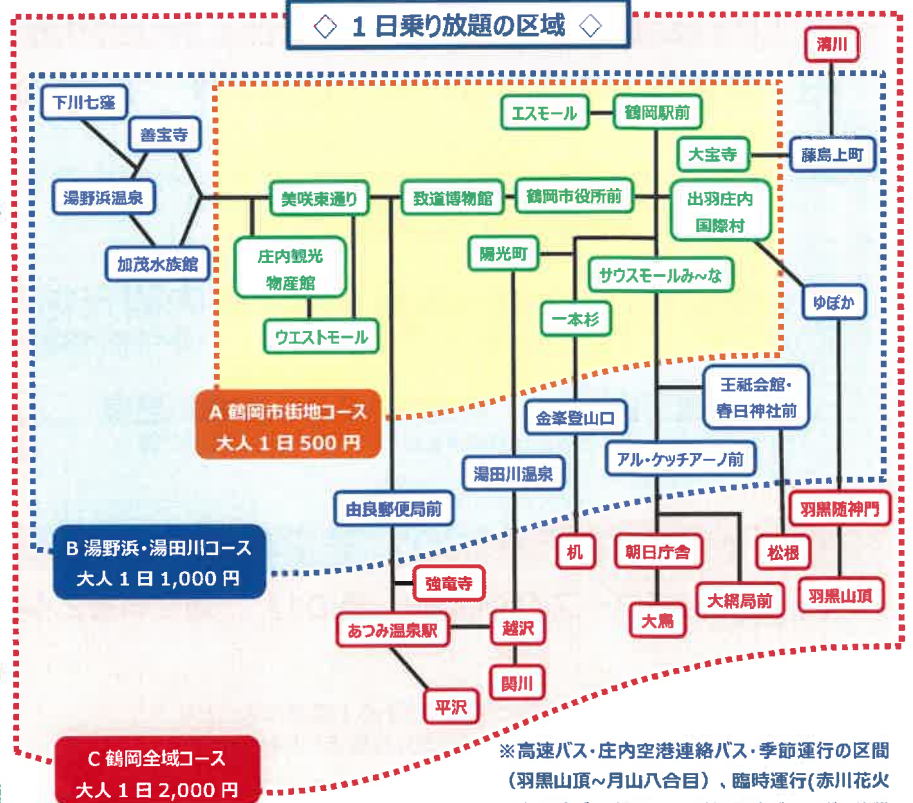 ◇ 1日乗り放題の区域 ◇
清川
下川七窪
善宝寺
エスモール
鶴岡駅前
大宝寺
藤島上町
湯野浜温泉
美咲東通り
致道博物館
鶴岡市役所前
出羽庄内
国際村
加茂水族館
庄内観光
物産館
陽光町
サウスモールみ~な
ゆぽか
一本杉
ウエストモール
王祇会館・
春日神社前
A 鶴岡市街地コース
大人1日500円
金峯登山口
アル・ケッチアーノ前
湯田川温泉
由良郵便局前
羽黒随神門
B 湯野浜・湯田川コース
大人1日1,000円
机
朝日庁舎
松根
強竜寺
大網局前
羽黒山頂
あつみ温泉駅
越沢
大鳥
関川
平沢
C 鶴岡全域コース
大人1日2,000円
※高速バス・庄内空港連絡バス・季節運行の区間
(羽黒山頂~月山八合目)、臨時運行(赤川花火